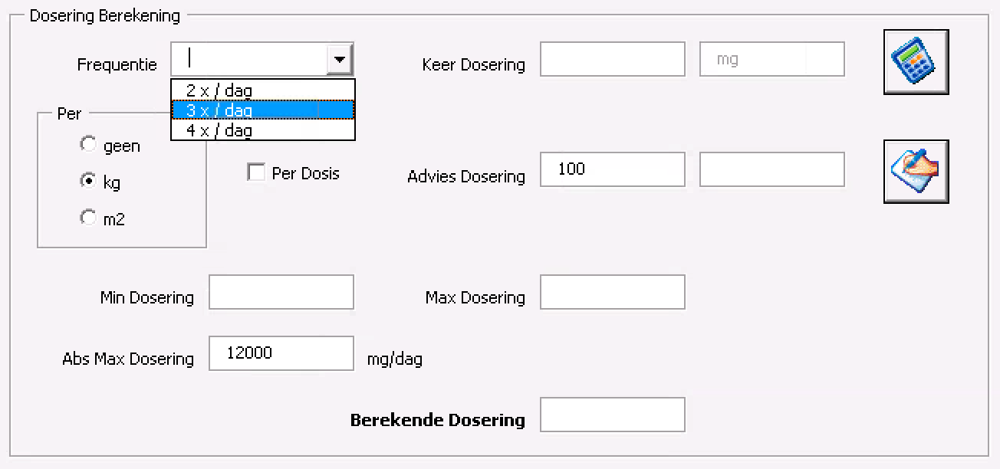 Dosering Berekening
Frequentie
Keer Dosering mg
2 x / dag
3 x / dag
4 x / dag
Per
geen
kg
m2
Per Dosis
Advies Dosering 100
Min Dosering
Max Dosering
Abs Max Dosering 12000 mg/dag
Berekende Dosering